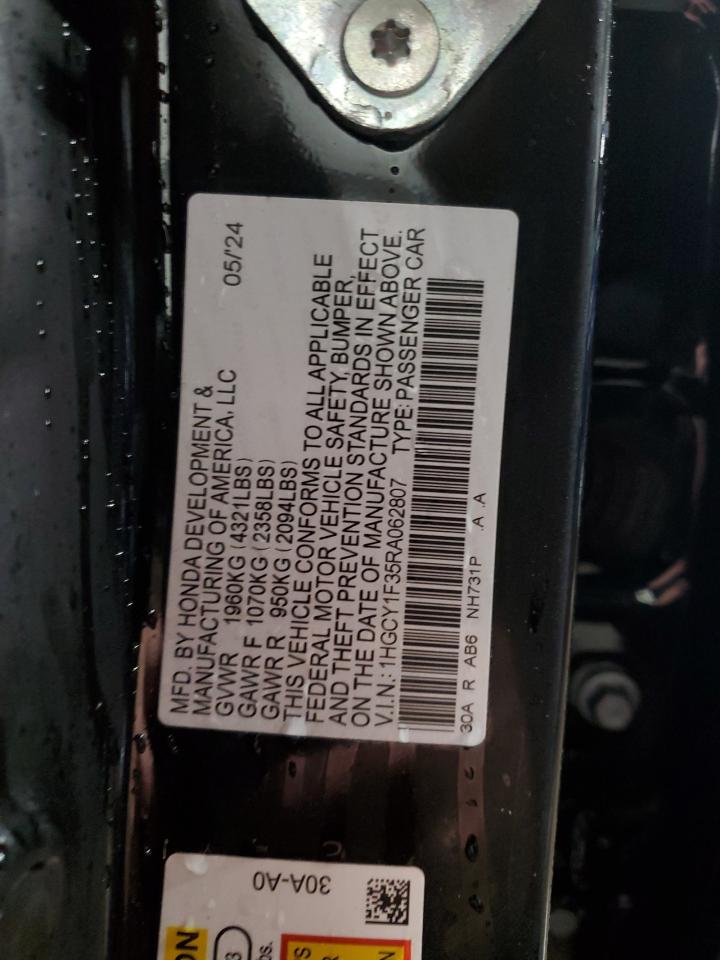 MFD. BY HONDA DEVELOPMENT &
MANUFACTURING OF AMERICA, LLC
GVWR 1960KG (4321LBS) 05/'24
GAWR F 1070KG (2358LBS)
GAWR R 950KG (2094LBS)
THIS VEHICLE CONFORMS TO ALL APPLICABLE
FEDERAL MOTOR VEHICLE SAFETY, BUMPER,
AND THEFT PREVENTION STANDARDS IN EFFECT
ON THE DATE OF MANUFACTURE SHOWN ABOVE.
V.I.N.: 1HGCY1F35RA062807 TYPE: PASSENGER CAR
30A R AB6 NH731P .A .A
30A-A0